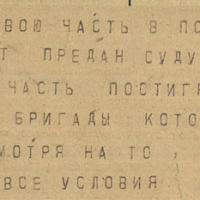 ВОЮ ЧАСТЬ В ПО
Т ПРЕДАН СУДУ
ЧАСТЬ ПОСТИГ
БРИГАДЫ КОТО
МОТРЯ НА ТО ,
ВСЕ УСЛОВИЯ